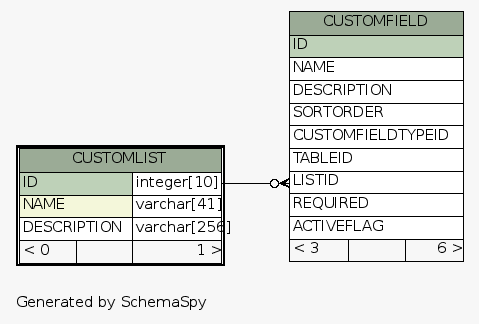 CUSTOMFIELD
ID
NAME
DESCRIPTION
SORTORDER
CUSTOMFIELDTYPEID
TABLEID
LISTID
REQUIRED
ACTIVEFLAG
< 3 6 >
CUSTOMLIST
ID integer[10]
NAME varchar[41]
DESCRIPTION varchar[256]
< 0 1 >
Generated by SchemaSpy